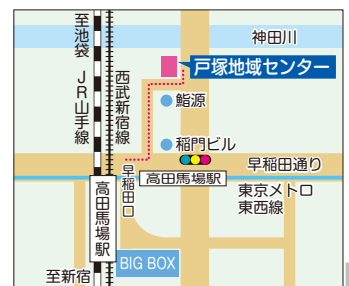 至池袋
JR山手線
西武新宿線
神田川
戸塚地域センター
鮨源
稲門ビル
早稲田通り
早稲田口
高田馬場駅
高田馬場駅
東京メトロ
東西線
BIG BOX
至新宿